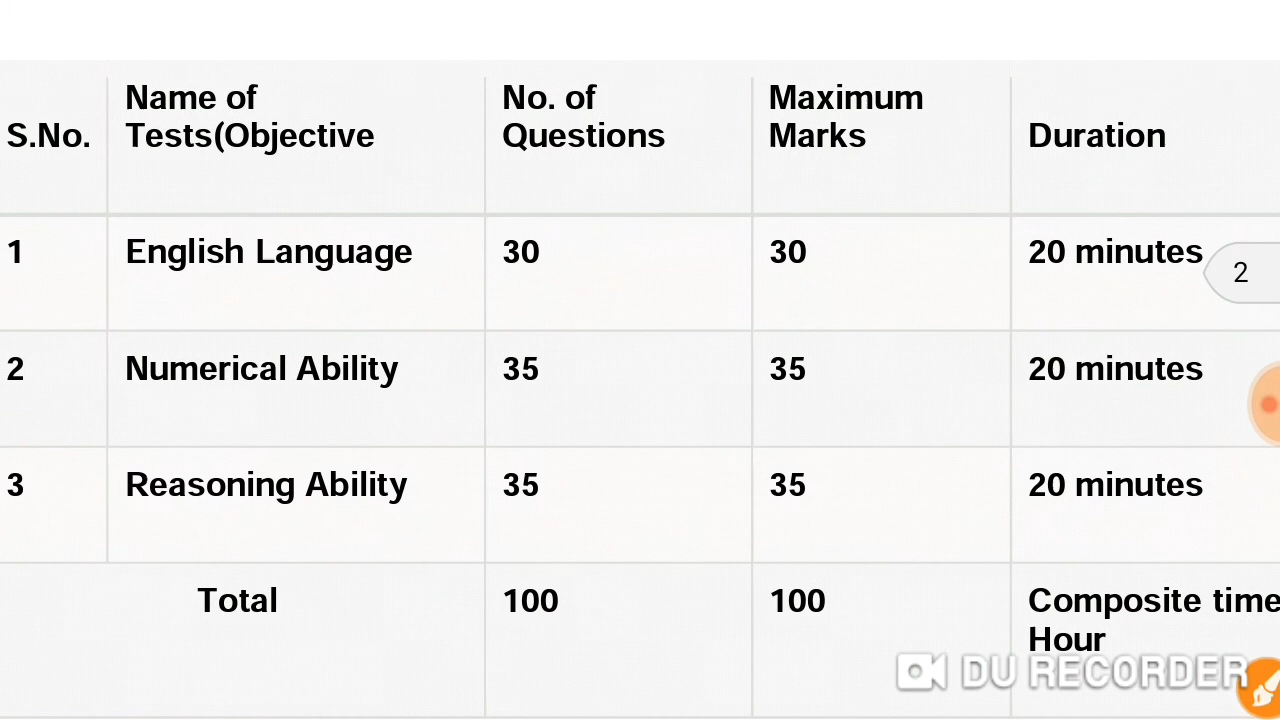 S.No.
Name of
Tests(Objective
No. of
Questions
Maximum
Marks
Duration
1 English Language 30 30 20 minutes
2
2 Numerical Ability 35 35 20 minutes
3 Reasoning Ability 35 35 20 minutes
Total 100 100 Composite time
Hour
DU RECORDER